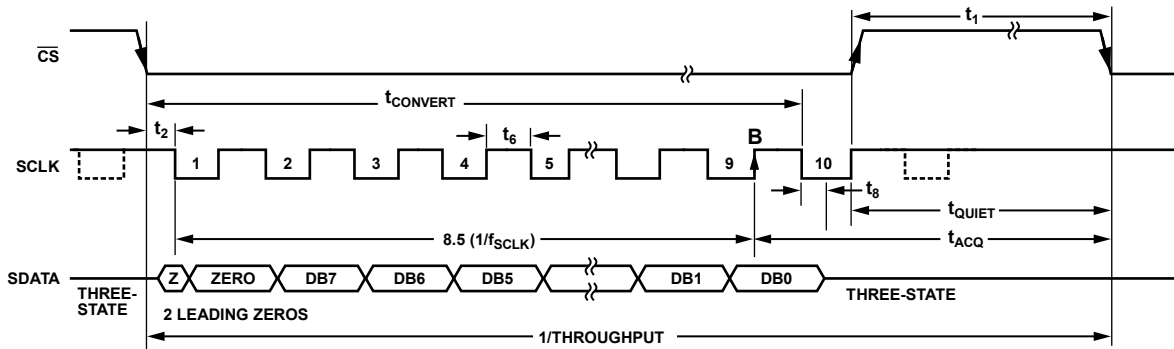 t1
CS
tCONVERT
t2
t6
B
SCLK
1 2 3 4 5 9 10
t8
tQUIET
8.5 (1/fSCLK)
tACQ
SDATA
Z ZERO DB7 DB6 DB5 DB1 DB0
THREE-
STATE
2 LEADING ZEROS
THREE-STATE
1/THROUGHPUT